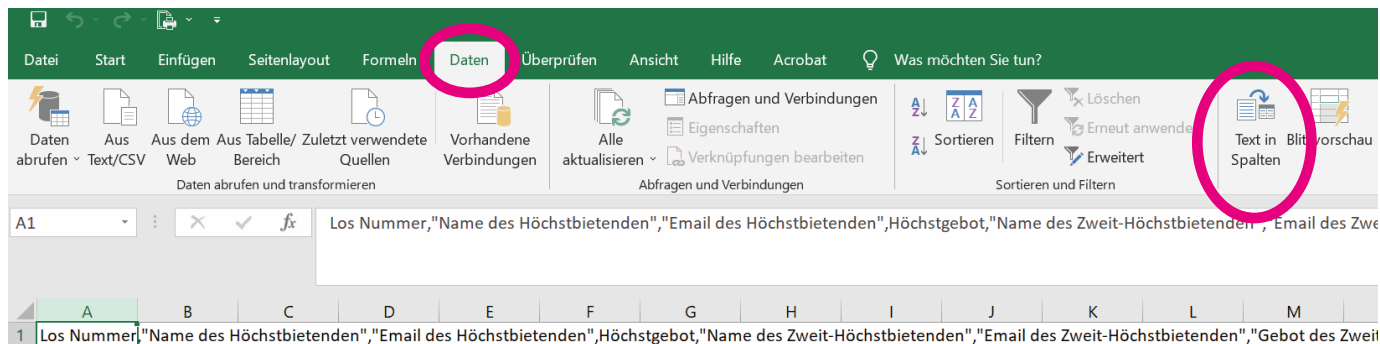 Datei Start Einfügen Seitenlayout Formeln Daten Überprüfen Ansicht Hilfe Acrobat Was möchten Sie tun?
Daten abrufen
Aus Text/CSV
Aus dem Web
Aus Tabelle/ Bereich
Zuletzt verwendete Quellen
Vorhandene Verbindungen
Daten abrufen und transformieren
Alle aktualisieren
Abfragen und Verbindungen
Eigenschaften
Verknüpfungen bearbeiten
Abfragen und Verbindungen
Sortieren
Filtern
Löschen
Erneut anwende
Erweitert
Sortieren und Filtern
Text in Spalten
Blitzvorschau
A1 fx Los Nummer,"Name des Höchstbietenden","Email des Höchstbietenden",Höchstgebot,"Name des Zweit-Höchstbietenden","Email des Zwe
A B C D E F G H I J K L M
1 Los Nummer,"Name des Höchstbietenden","Email des Höchstbietenden",Höchstgebot,"Name des Zweit-Höchstbietenden","Email des Zweit-Höchstbietenden","Gebot des Zweit